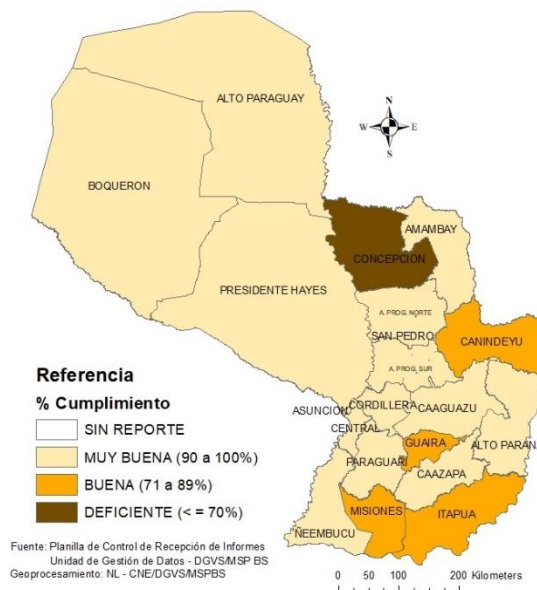 ALTO PARAGUAY
N
W E
S
BOQUERON
AMAMBAY
CONCEPCION
PRESIDENTE HAYES
A. PROG. NORTE
SAN PEDRO
CANINDEYU
A. PROG. SUR
Referencia
% Cumplimiento
SIN REPORTE
MUY BUENA (90 a 100%)
BUENA (71 a 89%)
DEFICIENTE (< = 70%)
ASUNCION
CORDILLERA
CAAGUAZU
CENTRAL
GUAIRA
ALTO PARANA
PARAGUARI
CAAZAPA
MISIONES
ITAPUA
ÑEEMBUCU
Fuente: Planilla de Control de Recepción de Informes
Unidad de Gestión de Datos - DGVS/MSP BS
Geoprocesamiento: NL - CNE/DGVS/MSPBS
0 50 100 200 Kilometers